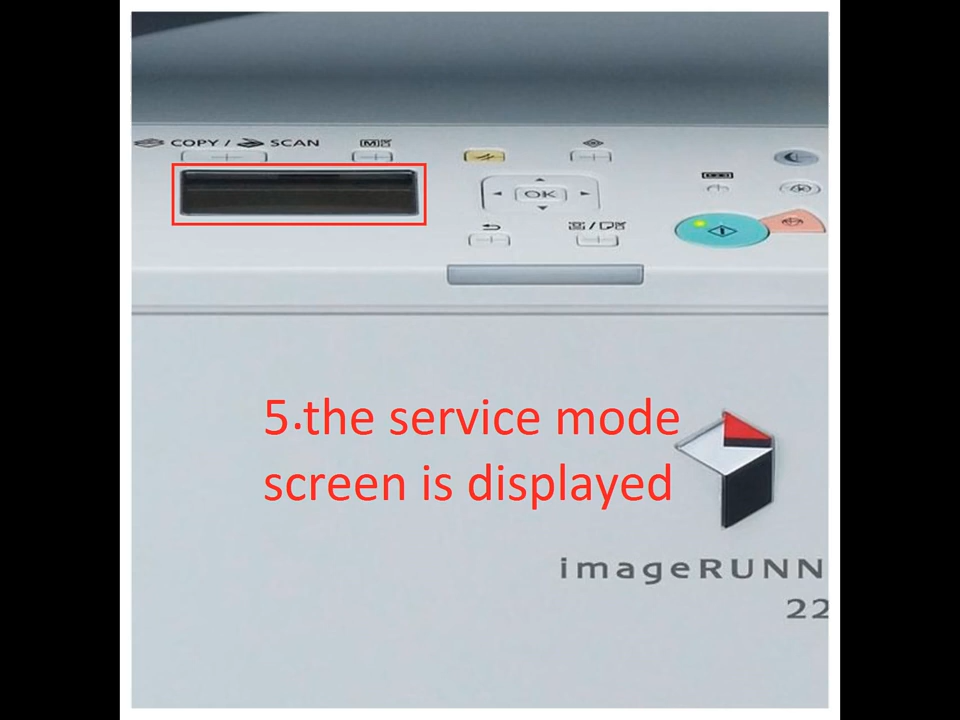 COPY / SCAN
OK
5.the service mode
screen is displayed
imageRUNN
22